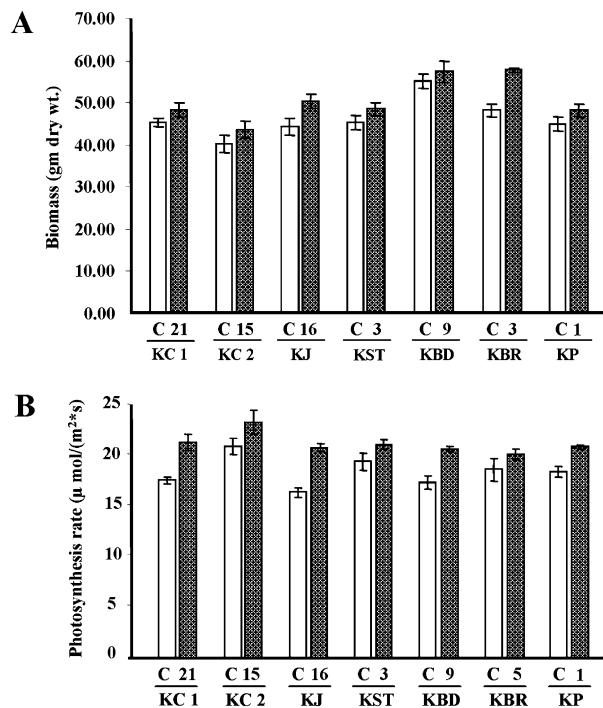 A
70.00
60.00
50.00
40.00
30.00
20.00
10.00
0.00
Biomass (gm dry wt.)
C 21 C 15 C 16 C 3 C 9 C 3 C 1
KC 1 KC 2 KJ KST KBD KBR KP
B
25
20
15
10
5
0
Photosynthesis rate (µ mol/(m²*s)
C 21 C 15 C 16 C 3 C 9 C 5 C 1
KC 1 KC 2 KJ KST KBD KBR KP